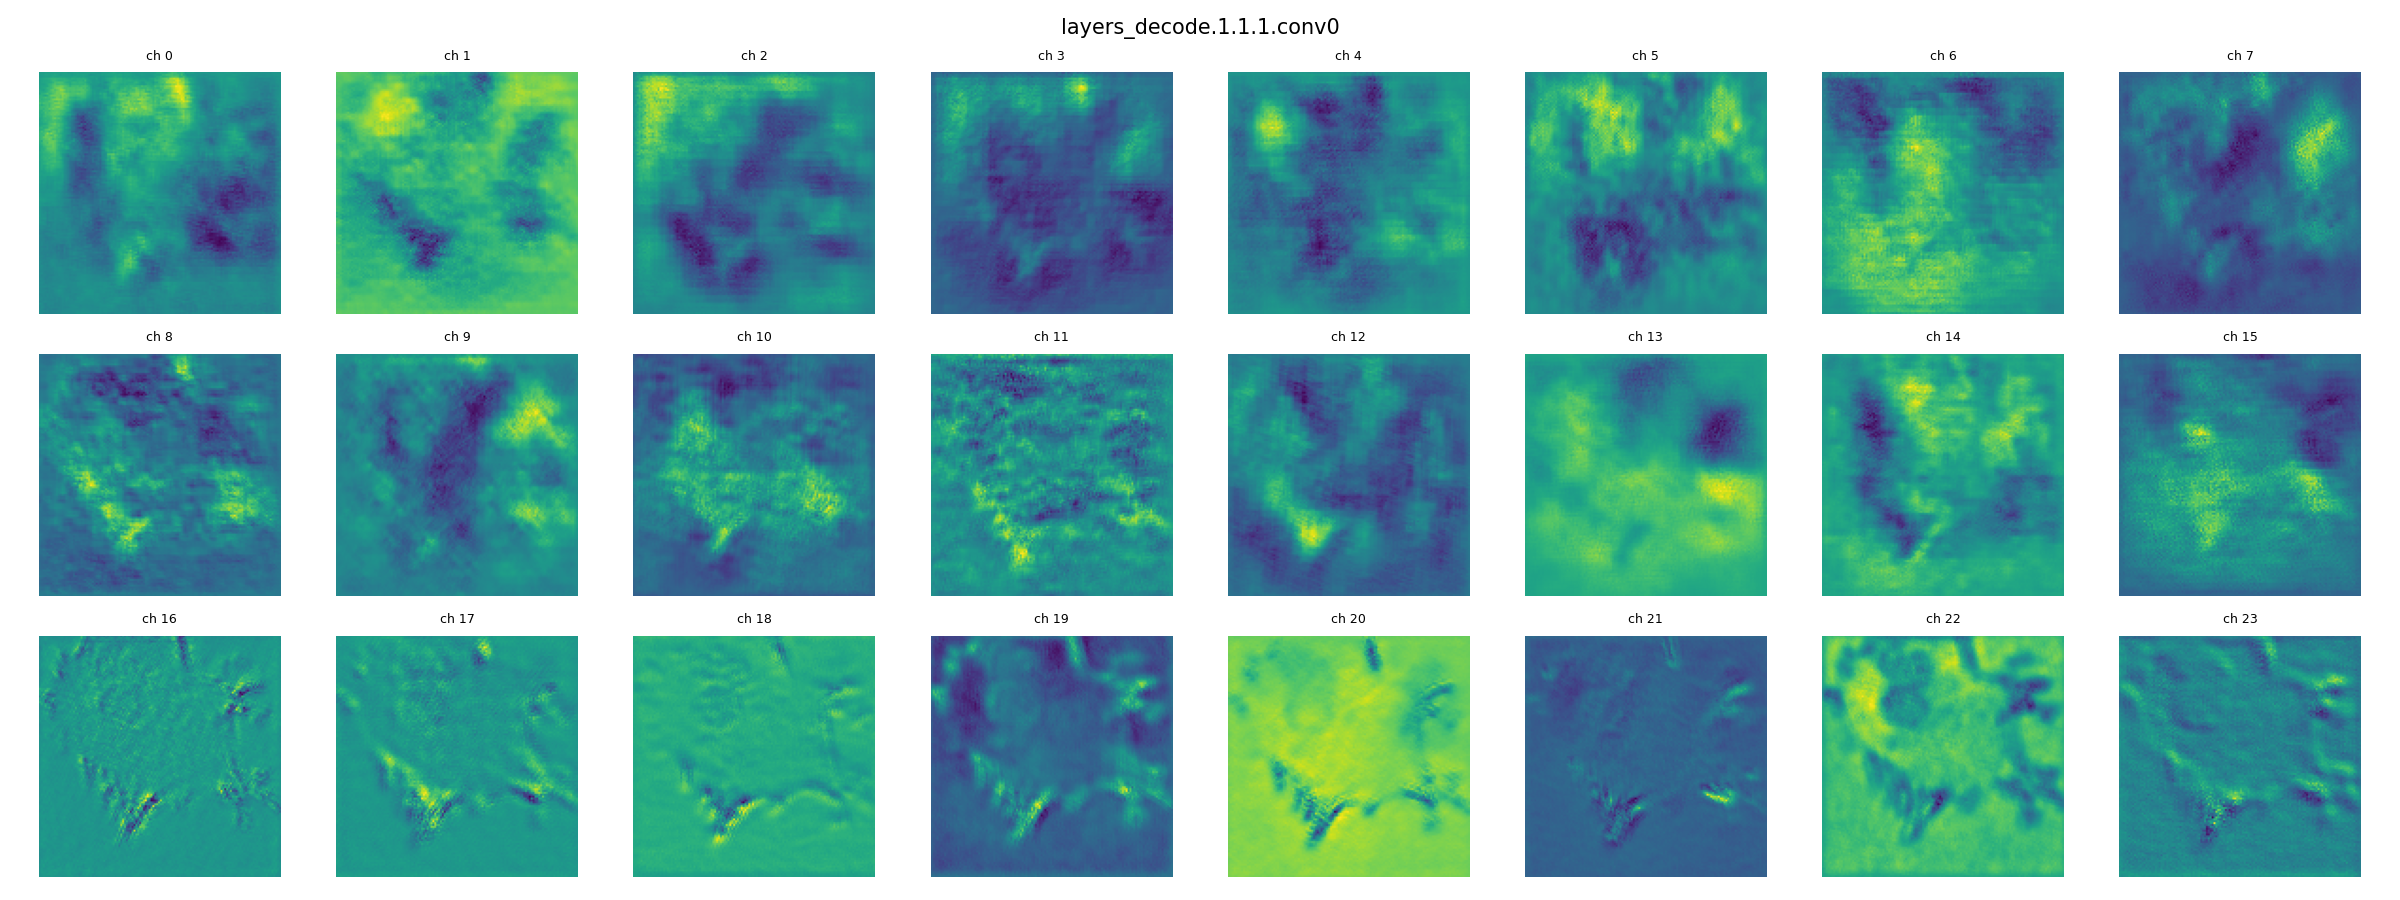 layers_decode.1.1.1.conv0
ch 0 ch 1 ch 2 ch 3 ch 4 ch 5 ch 6 ch 7
ch 8 ch 9 ch 10 ch 11 ch 12 ch 13 ch 14 ch 15
ch 16 ch 17 ch 18 ch 19 ch 20 ch 21 ch 22 ch 23